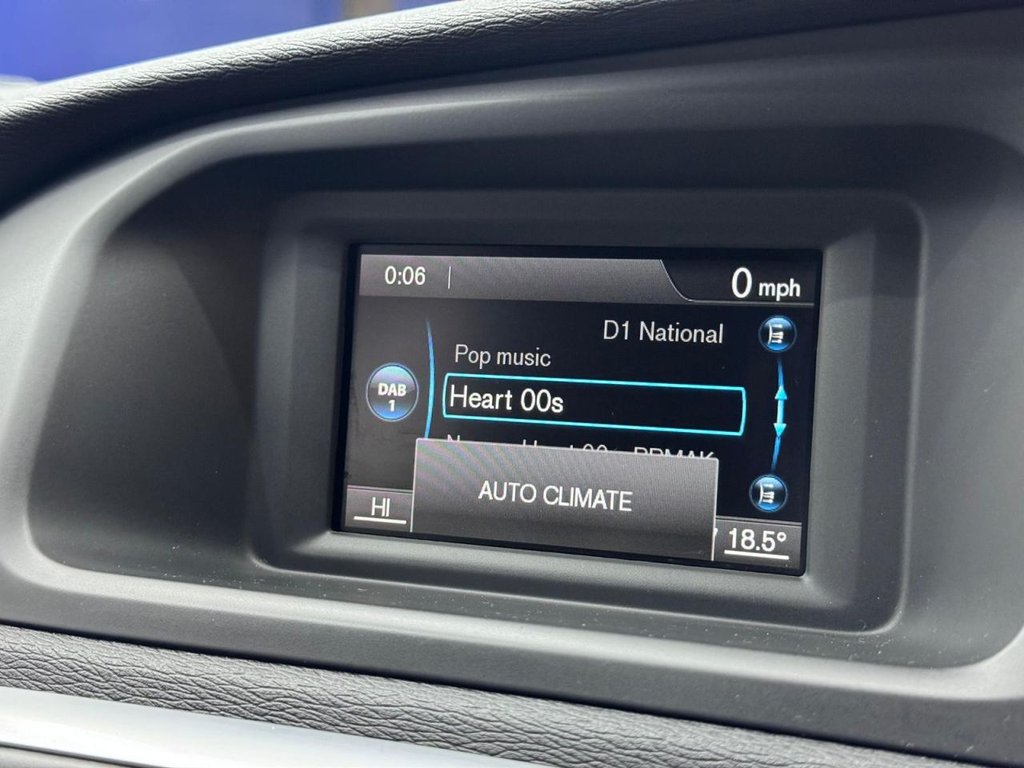 0:06
0 mph
D1 National
Pop music
DAB
1
Heart 00s
AUTO CLIMATE
HI
18.5°